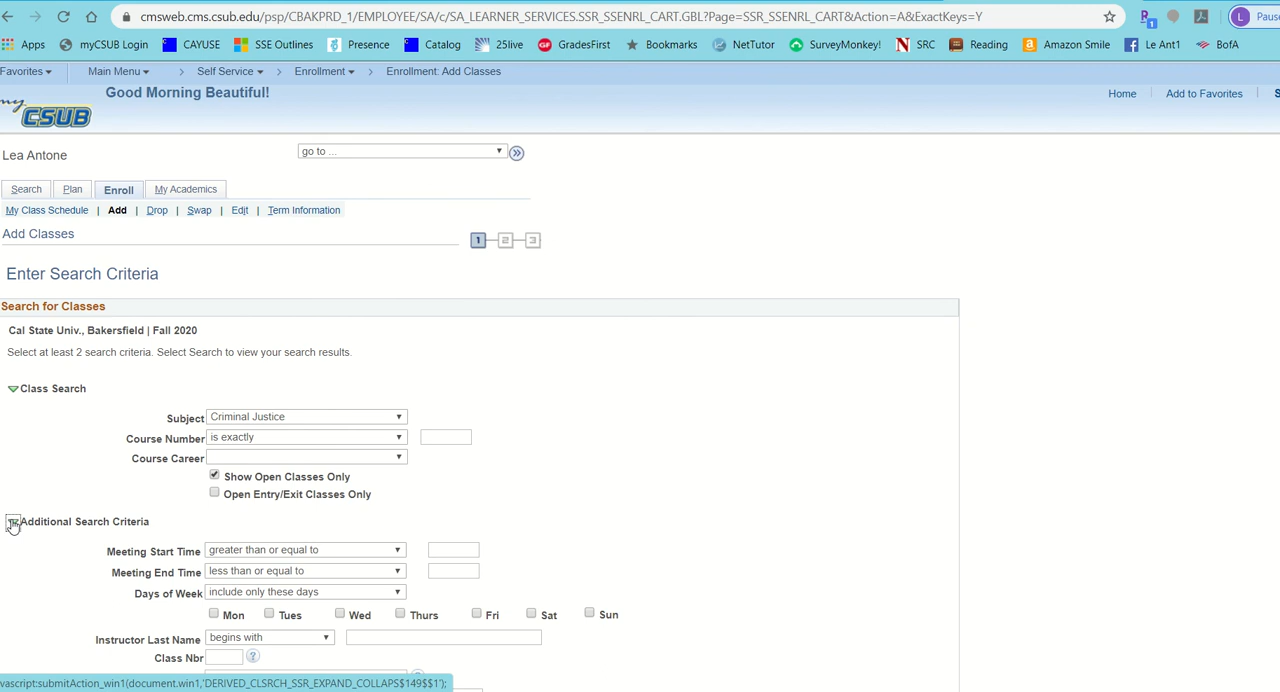 cmsweb.cms.csub.edu/psp/CBAKPRD_1/EMPLOYEE/SA/c/SA_LEARNER_SERVICES.SSR_SSENRL_CART.GBL?Page=SSR_SSENRL_CART&Action=A&ExactKeys=Y
R 1 L Pause
Apps myCSUB Login CAYUSE SSE Outlines Presence Catalog 25live GF GradesFirst Bookmarks NetTutor SurveyMonkey! SRC Reading Amazon Smile Le Ant1 BofA
Favorites Main Menu > Self Service > Enrollment > Enrollment: Add Classes
Good Morning Beautiful!
Home Add to Favorites S
my CSUB
Lea Antone go to ...
Search Plan Enroll My Academics
My Class Schedule | Add | Drop | Swap | Edit | Term Information
Add Classes 1 2 3
Enter Search Criteria
Search for Classes
Cal State Univ., Bakersfield | Fall 2020
Select at least 2 search criteria. Select Search to view your search results.
Class Search
Subject Criminal Justice
Course Number is exactly
Course Career
Show Open Classes Only
Open Entry/Exit Classes Only
Additional Search Criteria
Meeting Start Time greater than or equal to
Meeting End Time less than or equal to
Days of Week include only these days
Mon Tues Wed Thurs Fri Sat Sun
Instructor Last Name begins with
Class Nbr ?
vascript:submitAction_win1(document.win1,'DERIVED_CLSRCH_SSR_EXPAND_COLLAPS$149$$1');